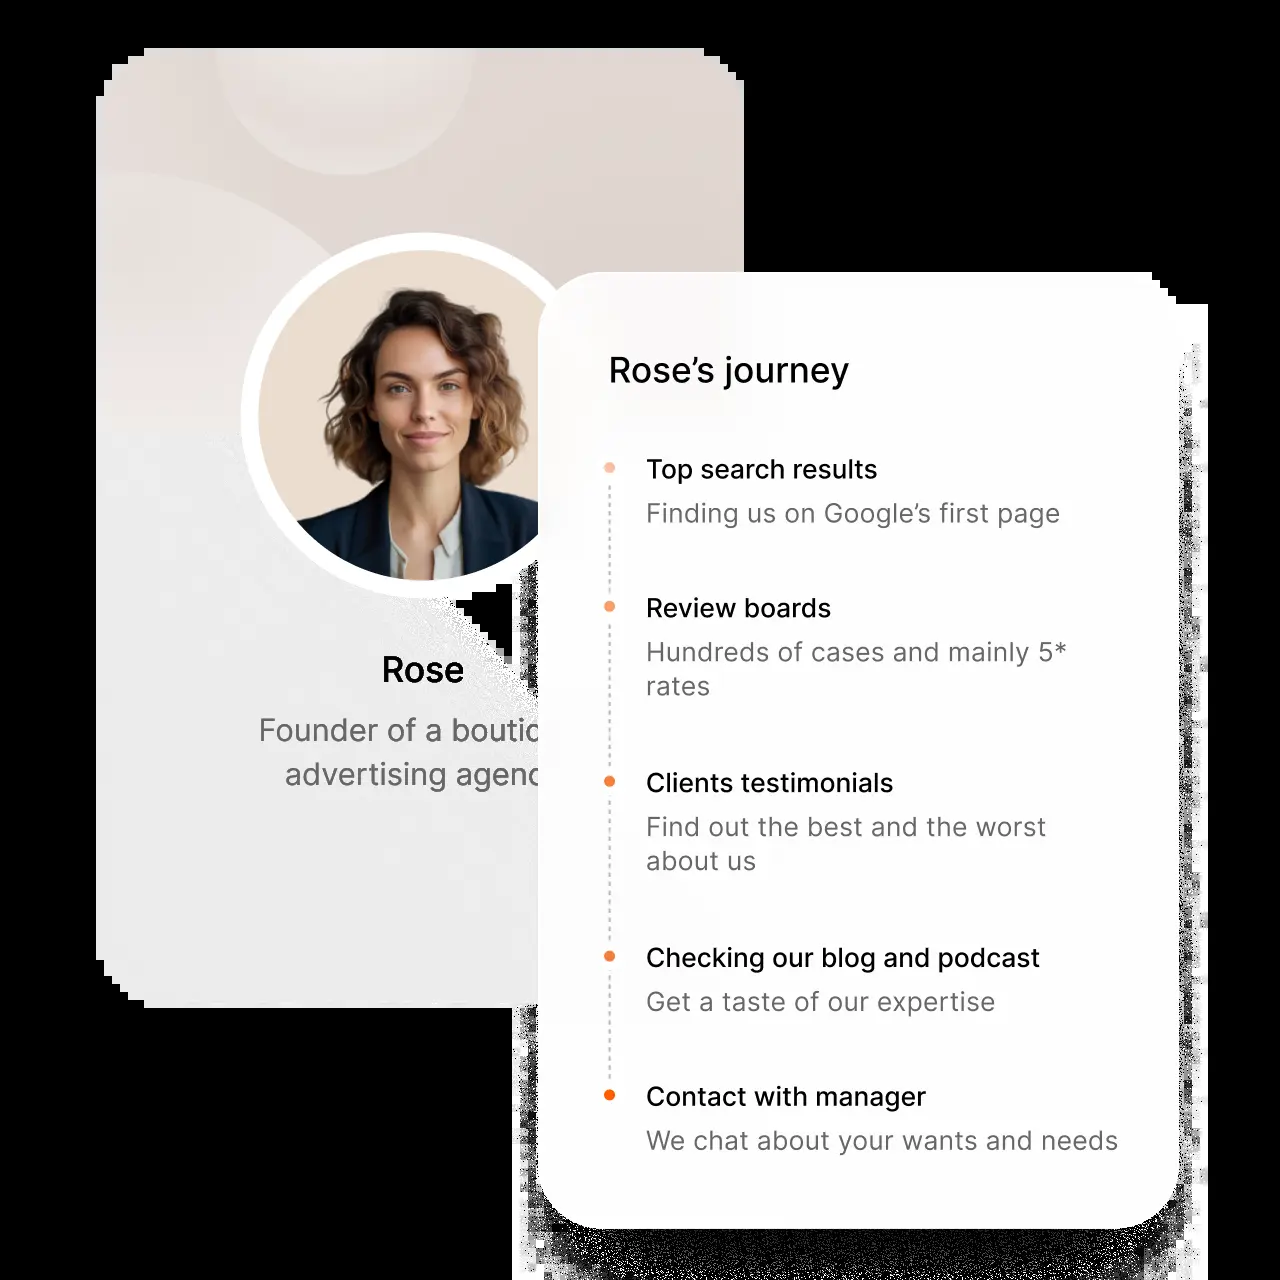 Rose
Founder of a boutic
advertising agenc
Rose’s journey
Top search results
Finding us on Google’s first page
Review boards
Hundreds of cases and mainly 5*
rates
Clients testimonials
Find out the best and the worst
about us
Checking our blog and podcast
Get a taste of our expertise
Contact with manager
We chat about your wants and needs